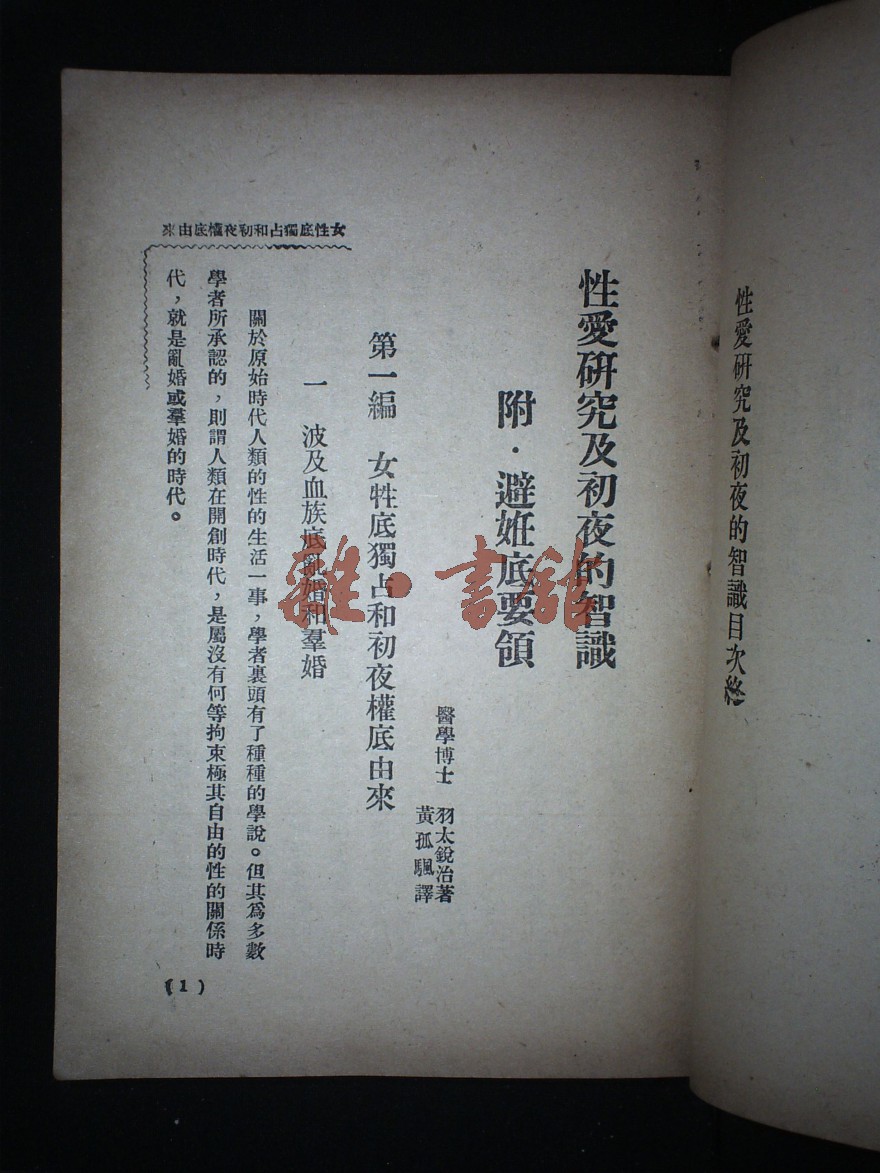 性愛研究及初夜的智識目次終
性愛研究及初夜的智識
附·避姙底要領
醫學博士 羽太銳治著
黃孤颿譯
第一編 女性底獨占和初夜權底由來
一 波及血族底亂婚和羣婚
關於原始時代人類的性的生活一事，學者裏頭有了種種的學說。但其爲多數
學者所承認的，則謂人類在開創時代，是屬沒有何等拘束極其自由的性的關係時
代，就是亂婚或羣婚的時代。
女性底獨占和初夜權底由來
(1)
雜·書館